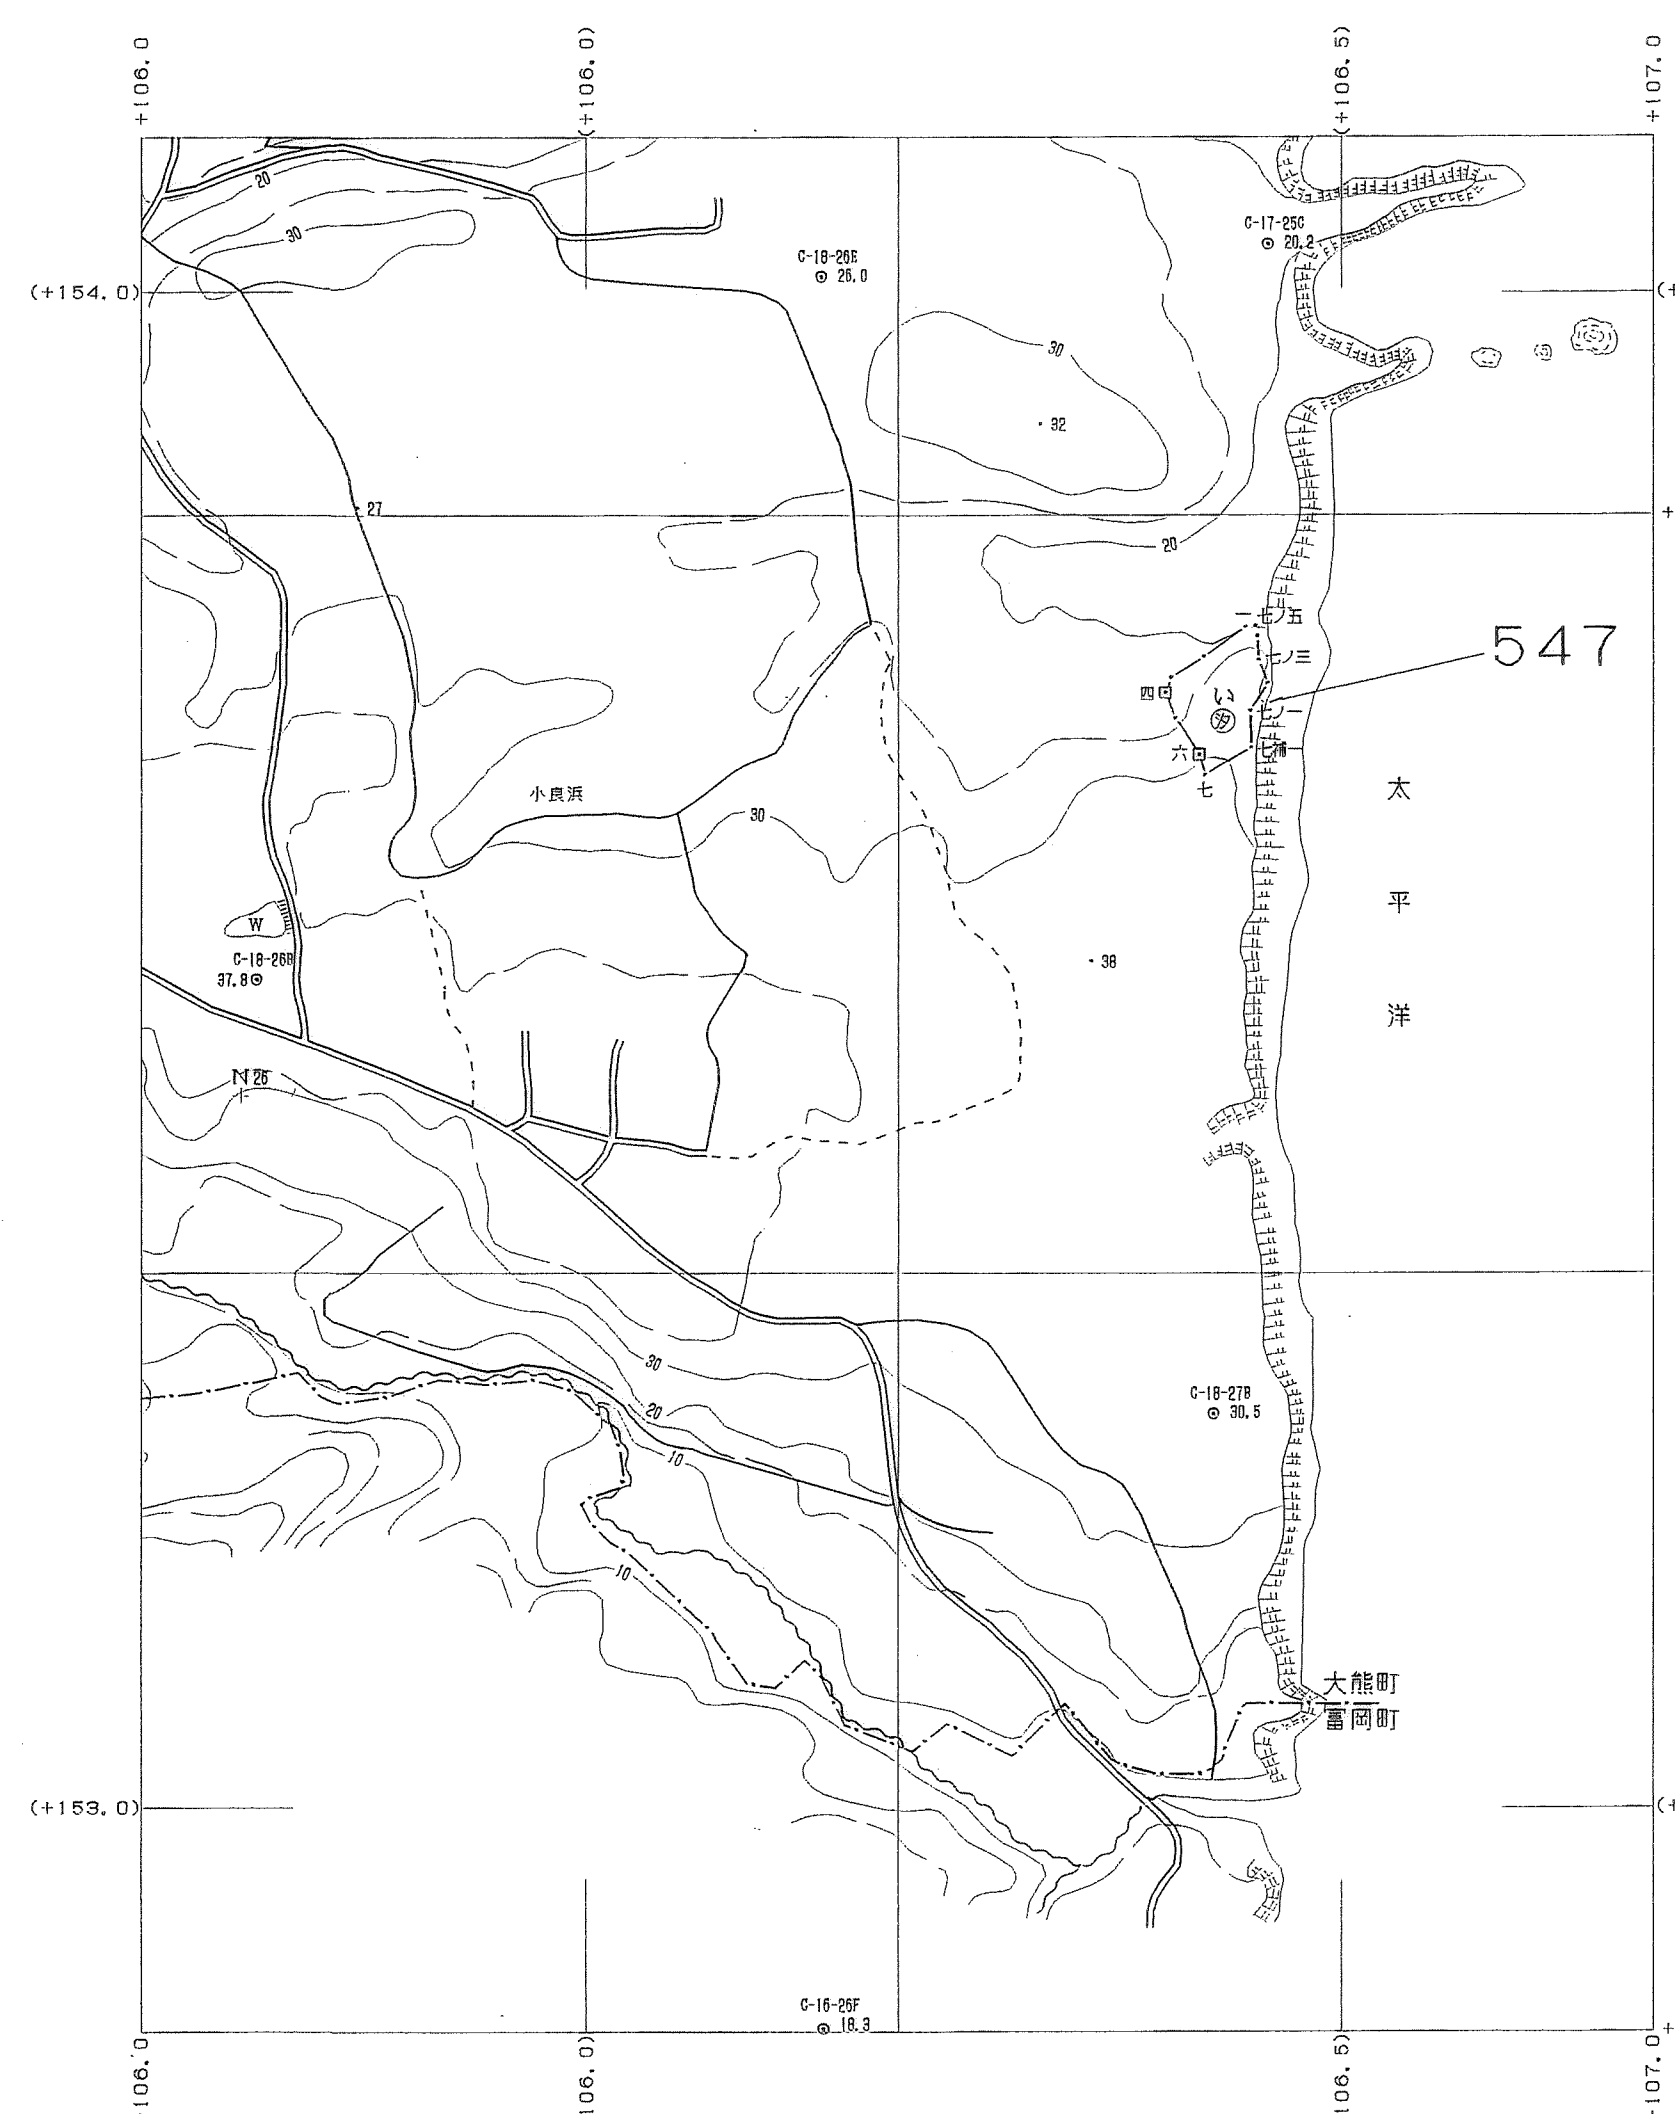 +106.0
(+106.0)
(+106.5)
+107.0
20
30
C-18-26E
26.0
C-17-25C
20.2
(+154.0)
(+
30
32
27
+
20
一七ノ五
547
七ノ三
四
い
七ノ一
六
七補一
七
小良浜
30
太
平
洋
W
C-18-26B
37.8
38
N 26
30
C-18-27B
30.5
20
10
10
大熊町
富岡町
(+153.0)
(+
C-16-26F
18.3
+
106.0
106.0)
106.5)
107.0